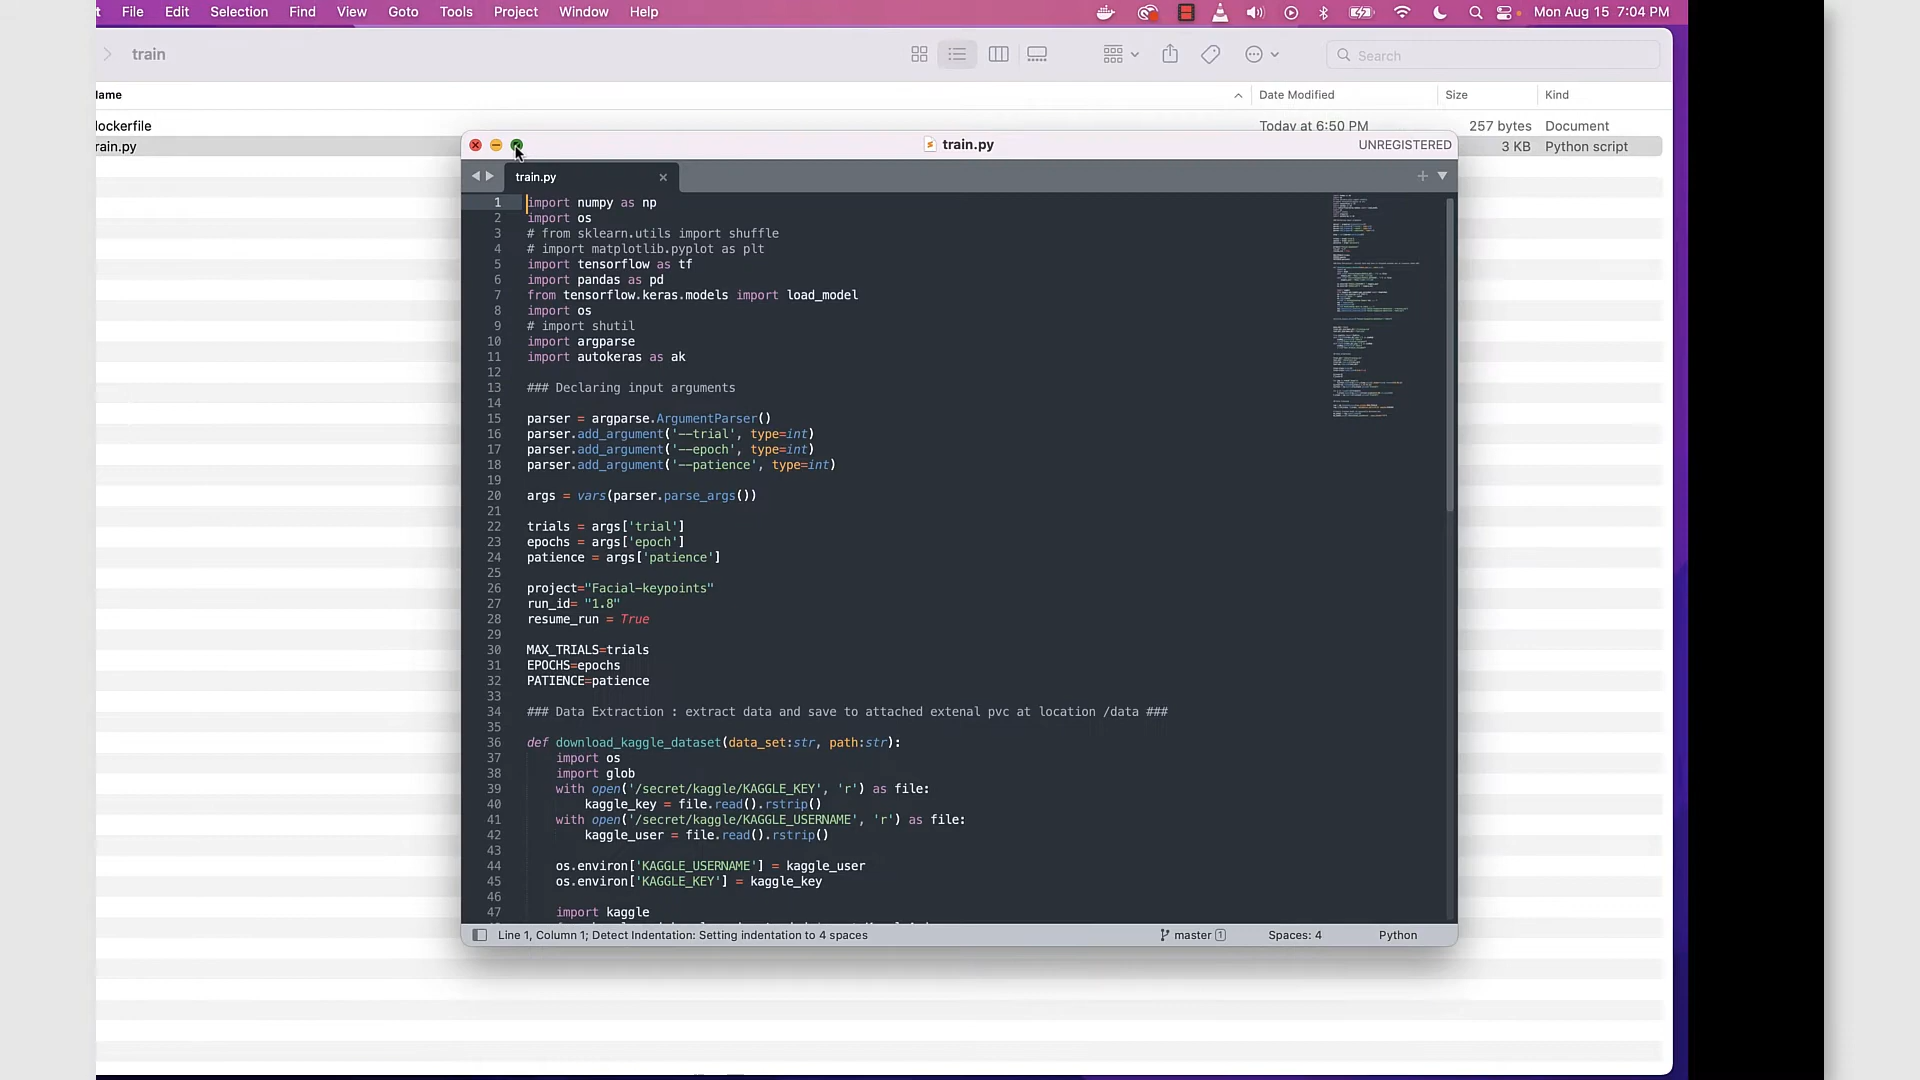 File Edit Selection Find View Goto Tools Project Window Help Mon Aug 15 7:04 PM
train Search
Date Modified Size Kind
Today at 6:50 PM 257 bytes Document
3 KB Python script
lame
lockerfile
rain.py
train.py UNREGISTERED
train.py
1 import numpy as np
2 import os
3 # from sklearn.utils import shuffle
4 # import matplotlib.pyplot as plt
5 import tensorflow as tf
6 import pandas as pd
7 from tensorflow.keras.models import load_model
8 import os
9 # import shutil
10 import argparse
11 import autokeras as ak
12
13 ### Declaring input arguments
14
15 parser = argparse.ArgumentParser()
16 parser.add_argument('--trial', type=int)
17 parser.add_argument('--epoch', type=int)
18 parser.add_argument('--patience', type=int)
19
20 args = vars(parser.parse_args())
21
22 trials = args['trial']
23 epochs = args['epoch']
24 patience = args['patience']
25
26 project="Facial-keypoints"
27 run_id= "1.8"
28 resume_run = True
29
30 MAX_TRIALS=trials
31 EPOCHS=epochs
32 PATIENCE=patience
33
34 ### Data Extraction : extract data and save to attached extenal pvc at location /data ###
35
36 def download_kaggle_dataset(data_set:str, path:str):
37 import os
38 import glob
39 with open('/secret/kaggle/KAGGLE_KEY', 'r') as file:
40 kaggle_key = file.read().rstrip()
41 with open('/secret/kaggle/KAGGLE_USERNAME', 'r') as file:
42 kaggle_user = file.read().rstrip()
43
44 os.environ['KAGGLE_USERNAME'] = kaggle_user
45 os.environ['KAGGLE_KEY'] = kaggle_key
46
47 import kaggle
Line 1, Column 1; Detect Indentation: Setting indentation to 4 spaces master 1 Spaces: 4 Python